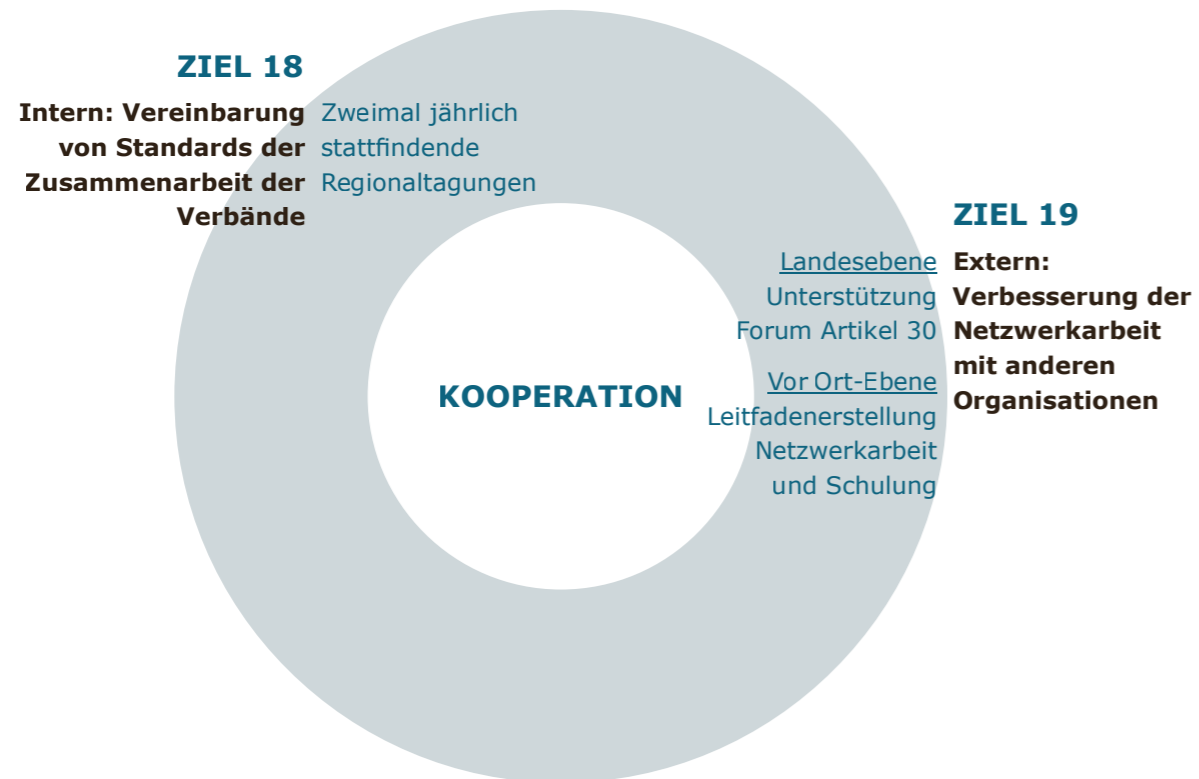 ZIEL 18
Intern: Vereinbarung
von Standards der
Zusammenarbeit der
Verbände
Zweimal jährlich
stattfindende
Regionaltagungen
ZIEL 19
Extern:
Verbesserung der
Netzwerkarbeit
mit anderen
Organisationen
Landesebene
Unterstützung
Forum Artikel 30
Vor Ort-Ebene
Leitfadenerstellung
Netzwerkarbeit
und Schulung
KOOPERATION